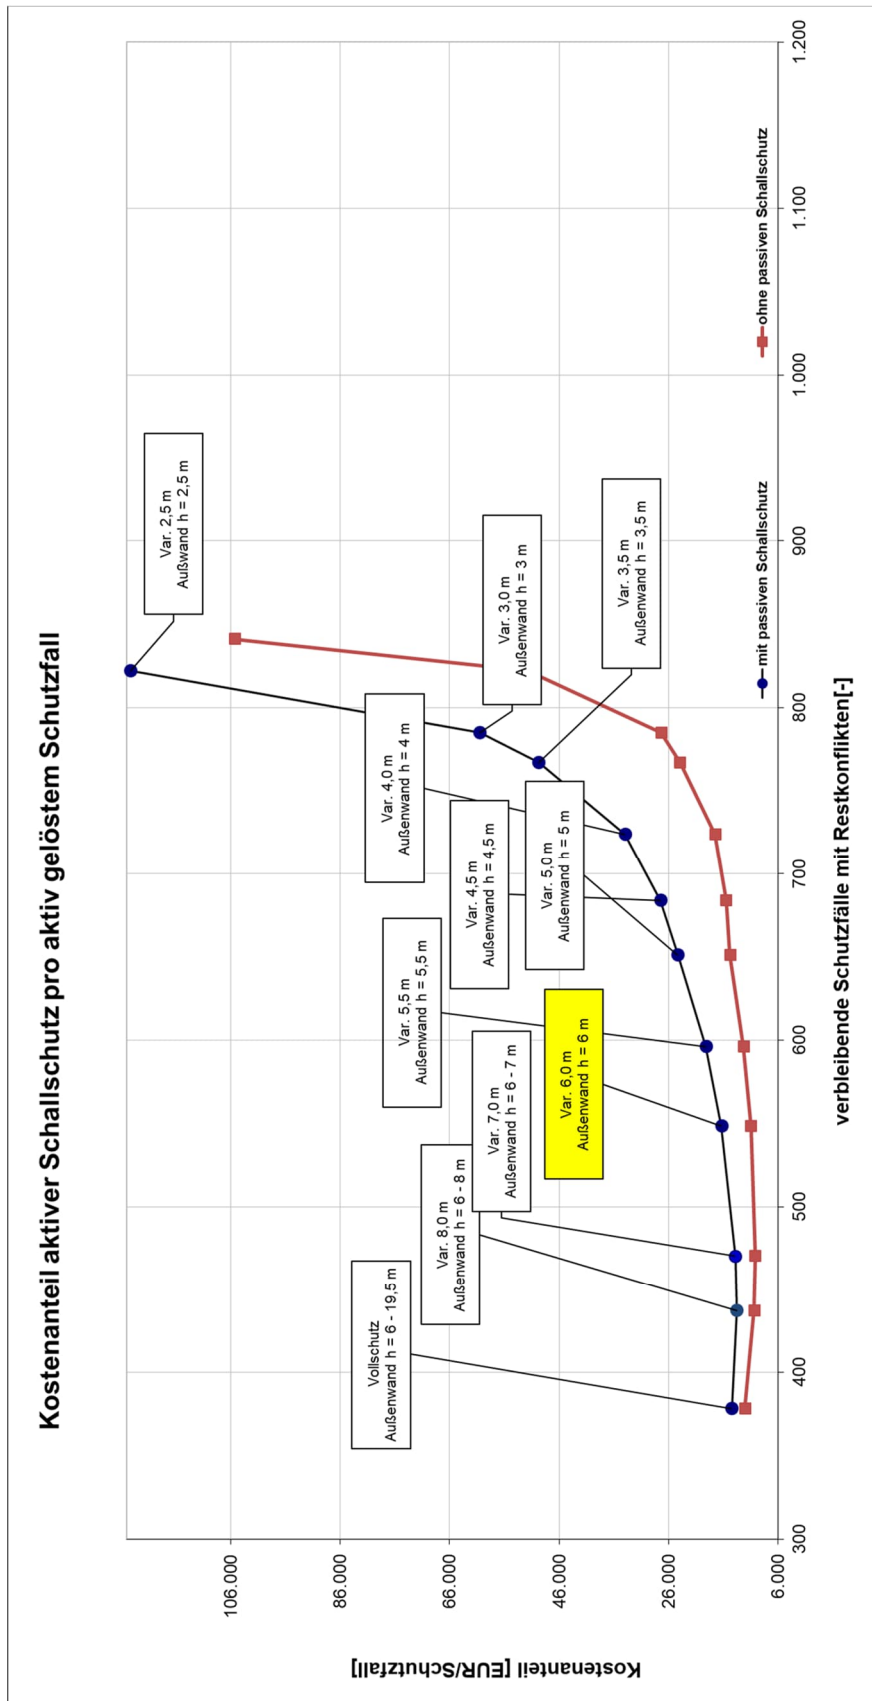 Kostenanteil aktiver Schallschutz pro aktiv gelöstem Schutzfall
Kostenanteil [EUR/Schutzfall]
106.000
86.000
66.000
46.000
26.000
6.000
Vollschutz
Außenwand h = 6 - 19,5 m
Var. 8,0 m
Außenwand h = 6 - 8 m
Var. 7,0 m
Außenwand h = 6 - 7 m
Var. 6,0 m
Außenwand h = 6 m
Var. 5,5 m
Außenwand h = 5,5 m
Var. 5,0 m
Außenwand h = 5 m
Var. 4,5 m
Außenwand h = 4,5 m
Var. 4,0 m
Außenwand h = 4 m
Var. 3,5 m
Außenwand h = 3,5 m
Var. 3,0 m
Außenwand h = 3 m
Var. 2,5 m
Außwand h = 2,5 m
mit passiven Schallschutz
ohne passiven Schallschutz
300
400
500
600
700
800
900
1.000
1.100
1.200
verbleibende Schutzfälle mit Restkonflikten[-]